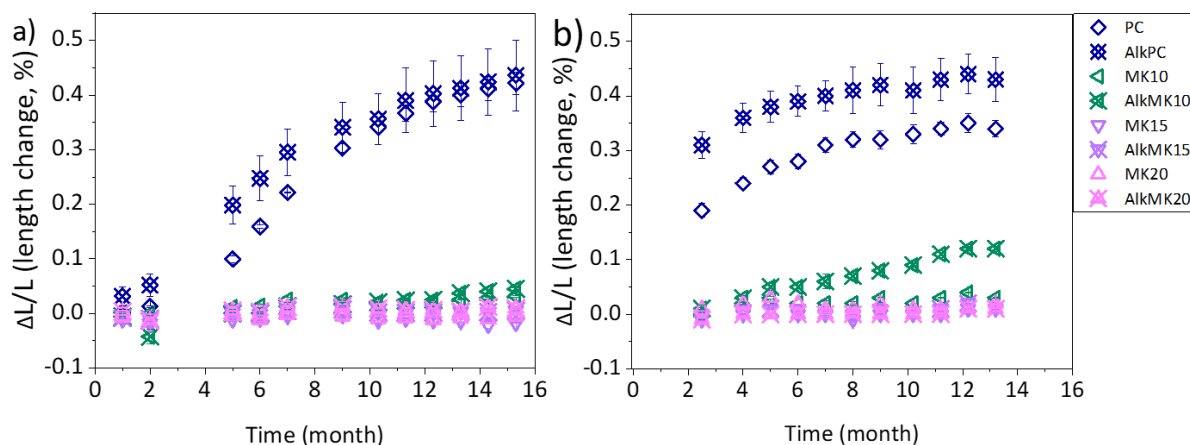 a)
0.5
0.4
0.3
0.2
0.1
0.0
-0.1
ΔL/L (length change, %)
0 2 4 6 8 10 12 14 16
Time (month)
b)
0.5
0.4
0.3
0.2
0.1
0.0
-0.1
ΔL/L (length change, %)
0 2 4 6 8 10 12 14 16
Time (month)
PC
AlkPC
MK10
AlkMK10
MK15
AlkMK15
MK20
AlkMK20